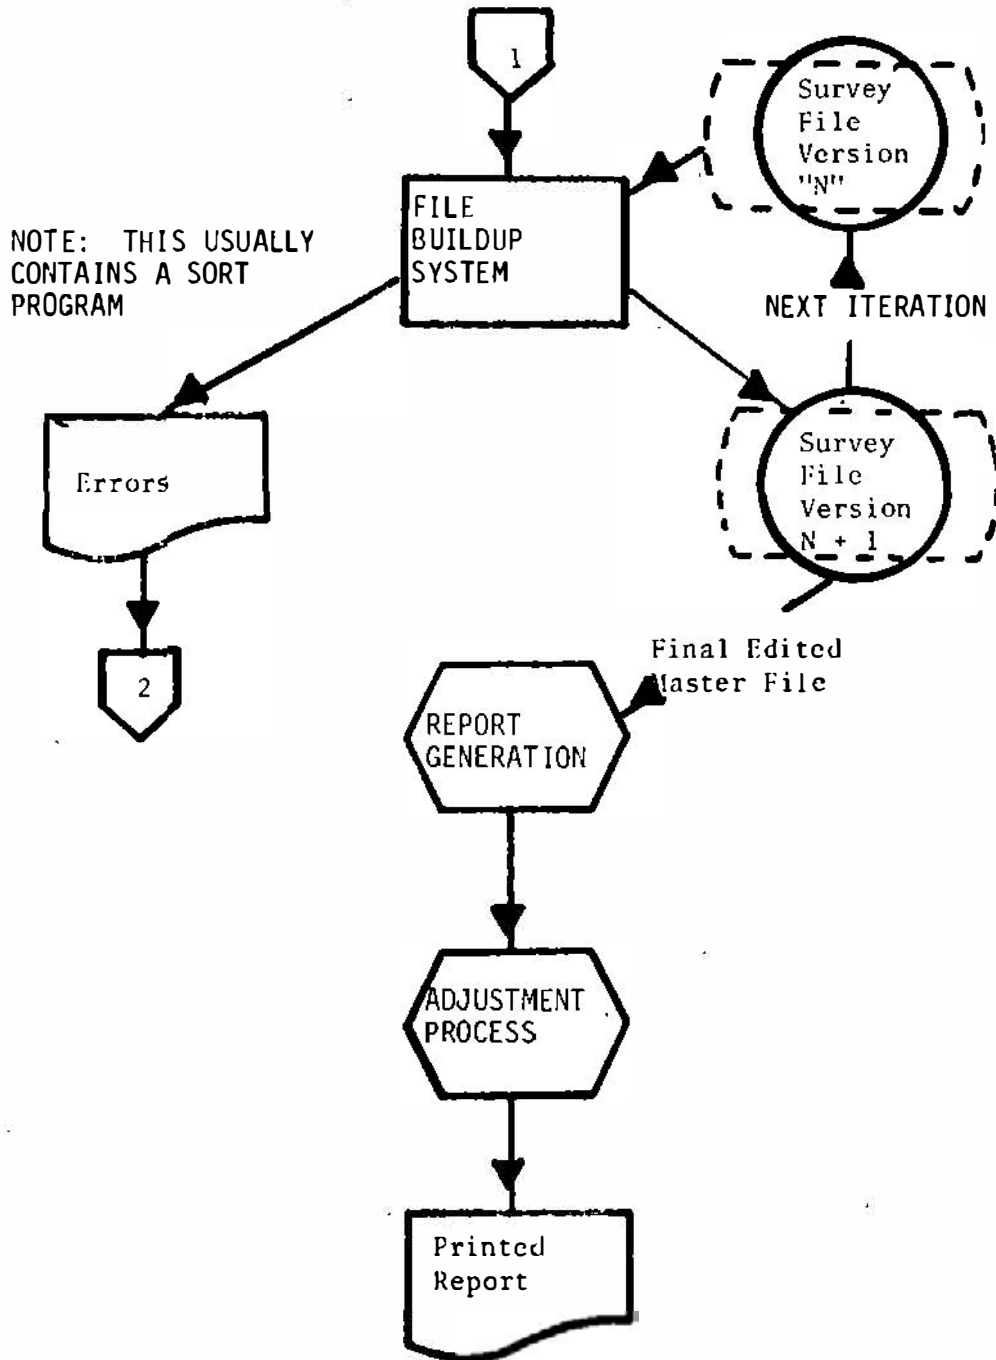 1
Survey
File
Version
"N"
FILE
BUILDUP
SYSTEM
NOTE: THIS USUALLY
CONTAINS A SORT
PROGRAM
NEXT ITERATION
Errors
Survey
File
Version
N + 1
2
Final Edited
Master File
REPORT
GENERATION
ADJUSTMENT
PROCESS
Printed
Report